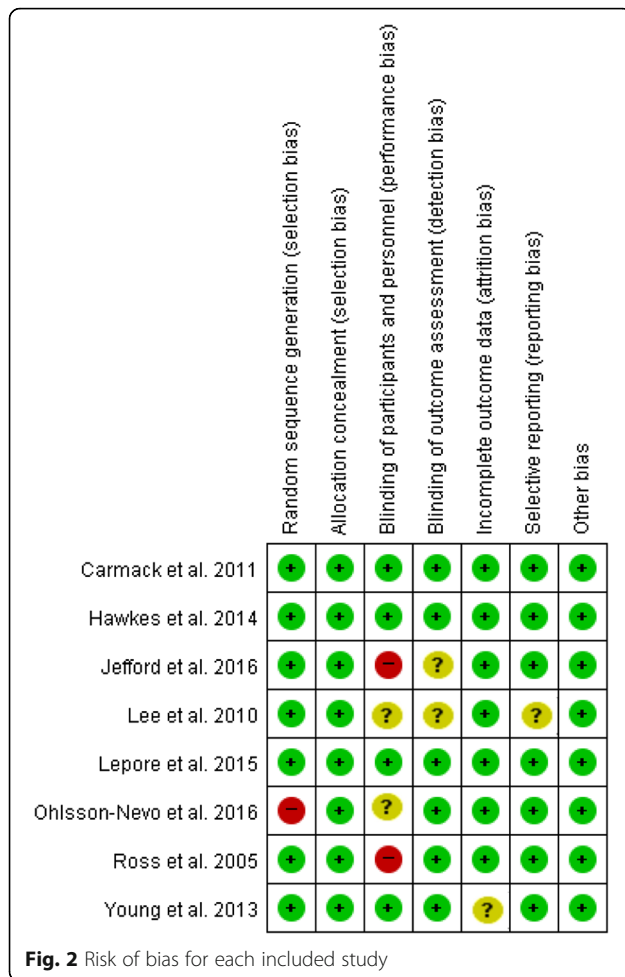 Random sequence generation (selection bias)
Allocation concealment (selection bias)
Blinding of participants and personnel (performance bias)
Blinding of outcome assessment (detection bias)
Incomplete outcome data (attrition bias)
Selective reporting (reporting bias)
Other bias
Carmack et al. 2011 + + + + + + +
Hawkes et al. 2014 + + + + + + +
Jefford et al. 2016 + + − ? + + +
Lee et al. 2010 + + ? ? + ? +
Lepore et al. 2015 + + + + + + +
Ohlsson-Nevo et al. 2016 − + ? + + + +
Ross et al. 2005 + + − + + + +
Young et al. 2013 + + + + ? + +
Fig. 2 Risk of bias for each included study